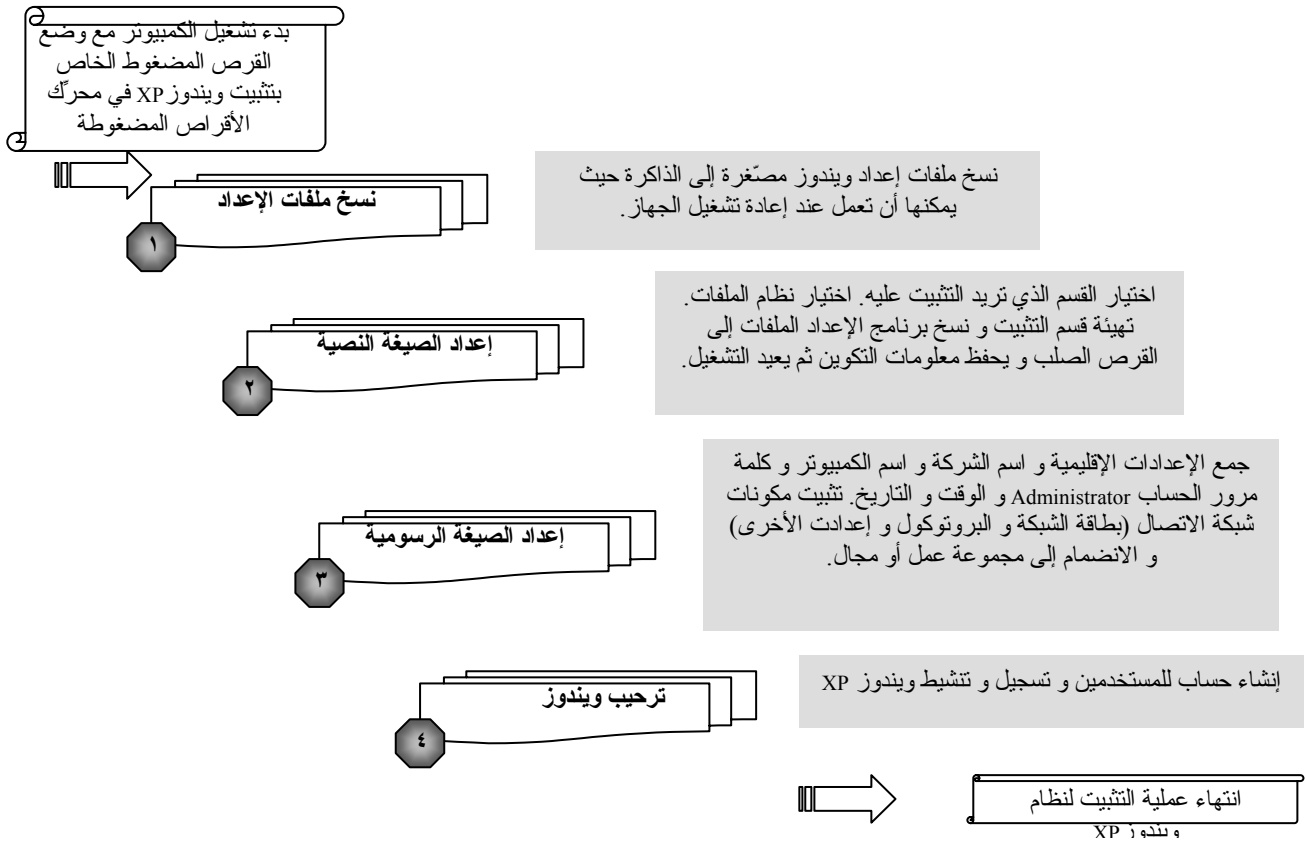 بدء تشغيل الكمبيوتر مع وضع
القرص المضغوط الخاص
بتثبيت ويندوز XP في محرّك
الأقراص المضغوطة
نسخ ملفات الإعداد
١
نسخ ملفات إعداد ويندوز مصّغرة إلى الذاكرة حيث
يمكنها أن تعمل عند إعادة تشغيل الجهاز.
إعداد الصيغة النصية
٢
اختيار القسم الذي تريد التثبيت عليه. اختيار نظام الملفات.
تهيئة قسم التثبيت و نسخ برنامج الإعداد الملفات إلى
القرص الصلب و يحفظ معلومات التكوين ثم يعيد التشغيل.
إعداد الصيغة الرسومية
٣
جمع الإعدادات الإقليمية و اسم الشركة و اسم الكمبيوتر و كلمة
مرور الحساب Administrator و الوقت و التاريخ. تثبيت مكونات
شبكة الاتصال (بطاقة الشبكة و البروتوكول و إعدادت الأخرى)
و الانضمام إلى مجموعة عمل أو مجال.
ترحيب ويندوز
٤
إنشاء حساب للمستخدمين و تسجيل و تنشيط ويندوز XP
انتهاء عملية التثبيت لنظام
ويندوز XP